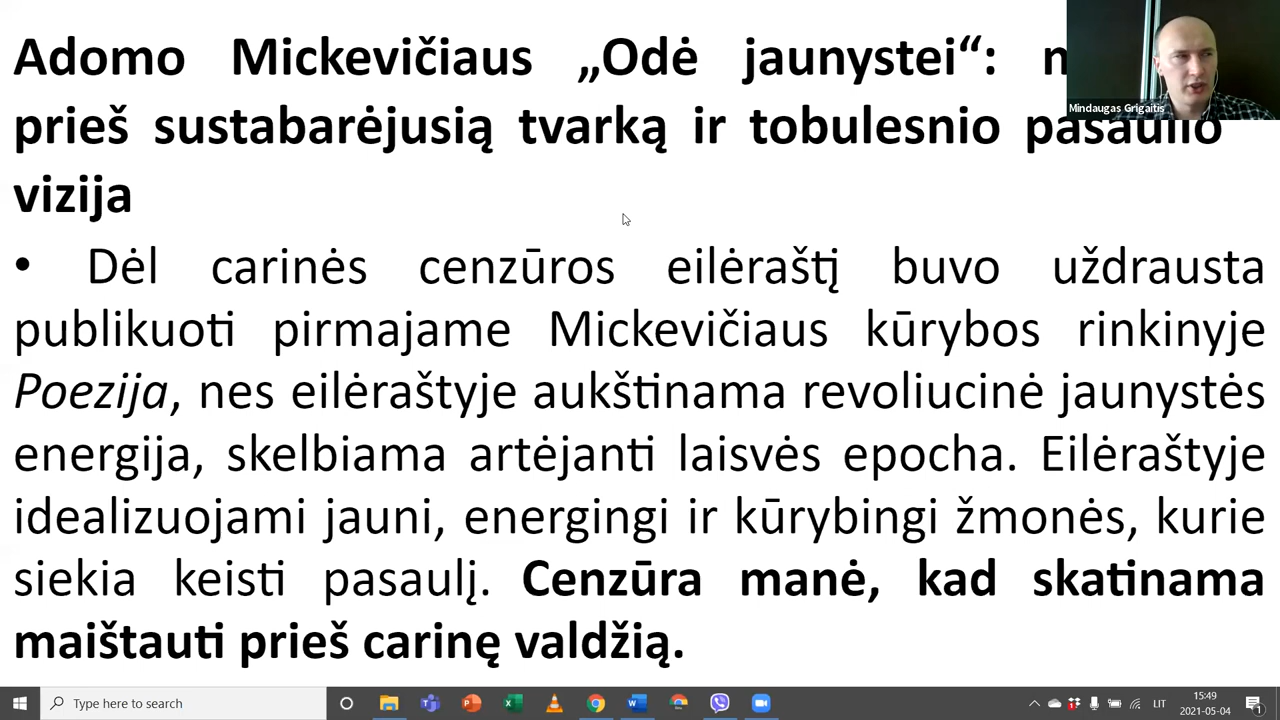 Adomo Mickevičiaus „Odė jaunystei“:
prieš sustabarėjusią tvarką ir tobulesnio pasaulio
vizija
• Dėl carinės cenzūros eilėraštį buvo uždrausta
publikuoti pirmajame Mickevičiaus kūrybos rinkinyje
Poezija, nes eilėraštyje aukštinama revoliucinė jaunystės
energija, skelbiama artėjanti laisvės epocha. Eilėraštyje
idealizuojami jauni, energingi ir kūrybingi žmonės, kurie
siekia keisti pasaulį. Cenzūra manė, kad skatinama
maištauti prieš carinę valdžią.
Mindaugas Grigaitis
Type here to search
LIT
15:49
2021-05-04